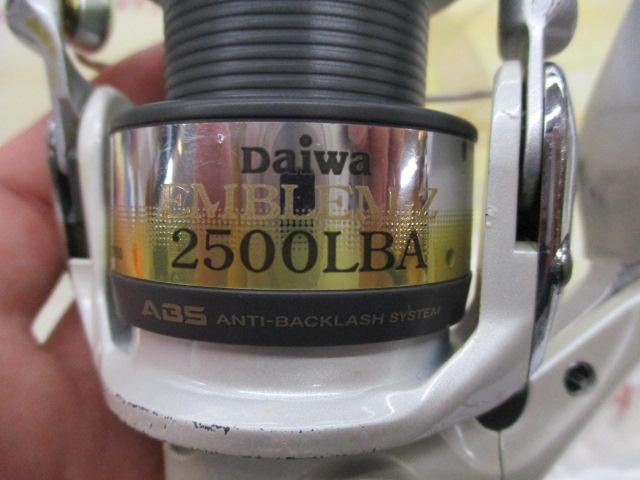 Daiwa
EMBLEM-Z
2500LBA
ABS ANTI-BACKLASH SYSTEM